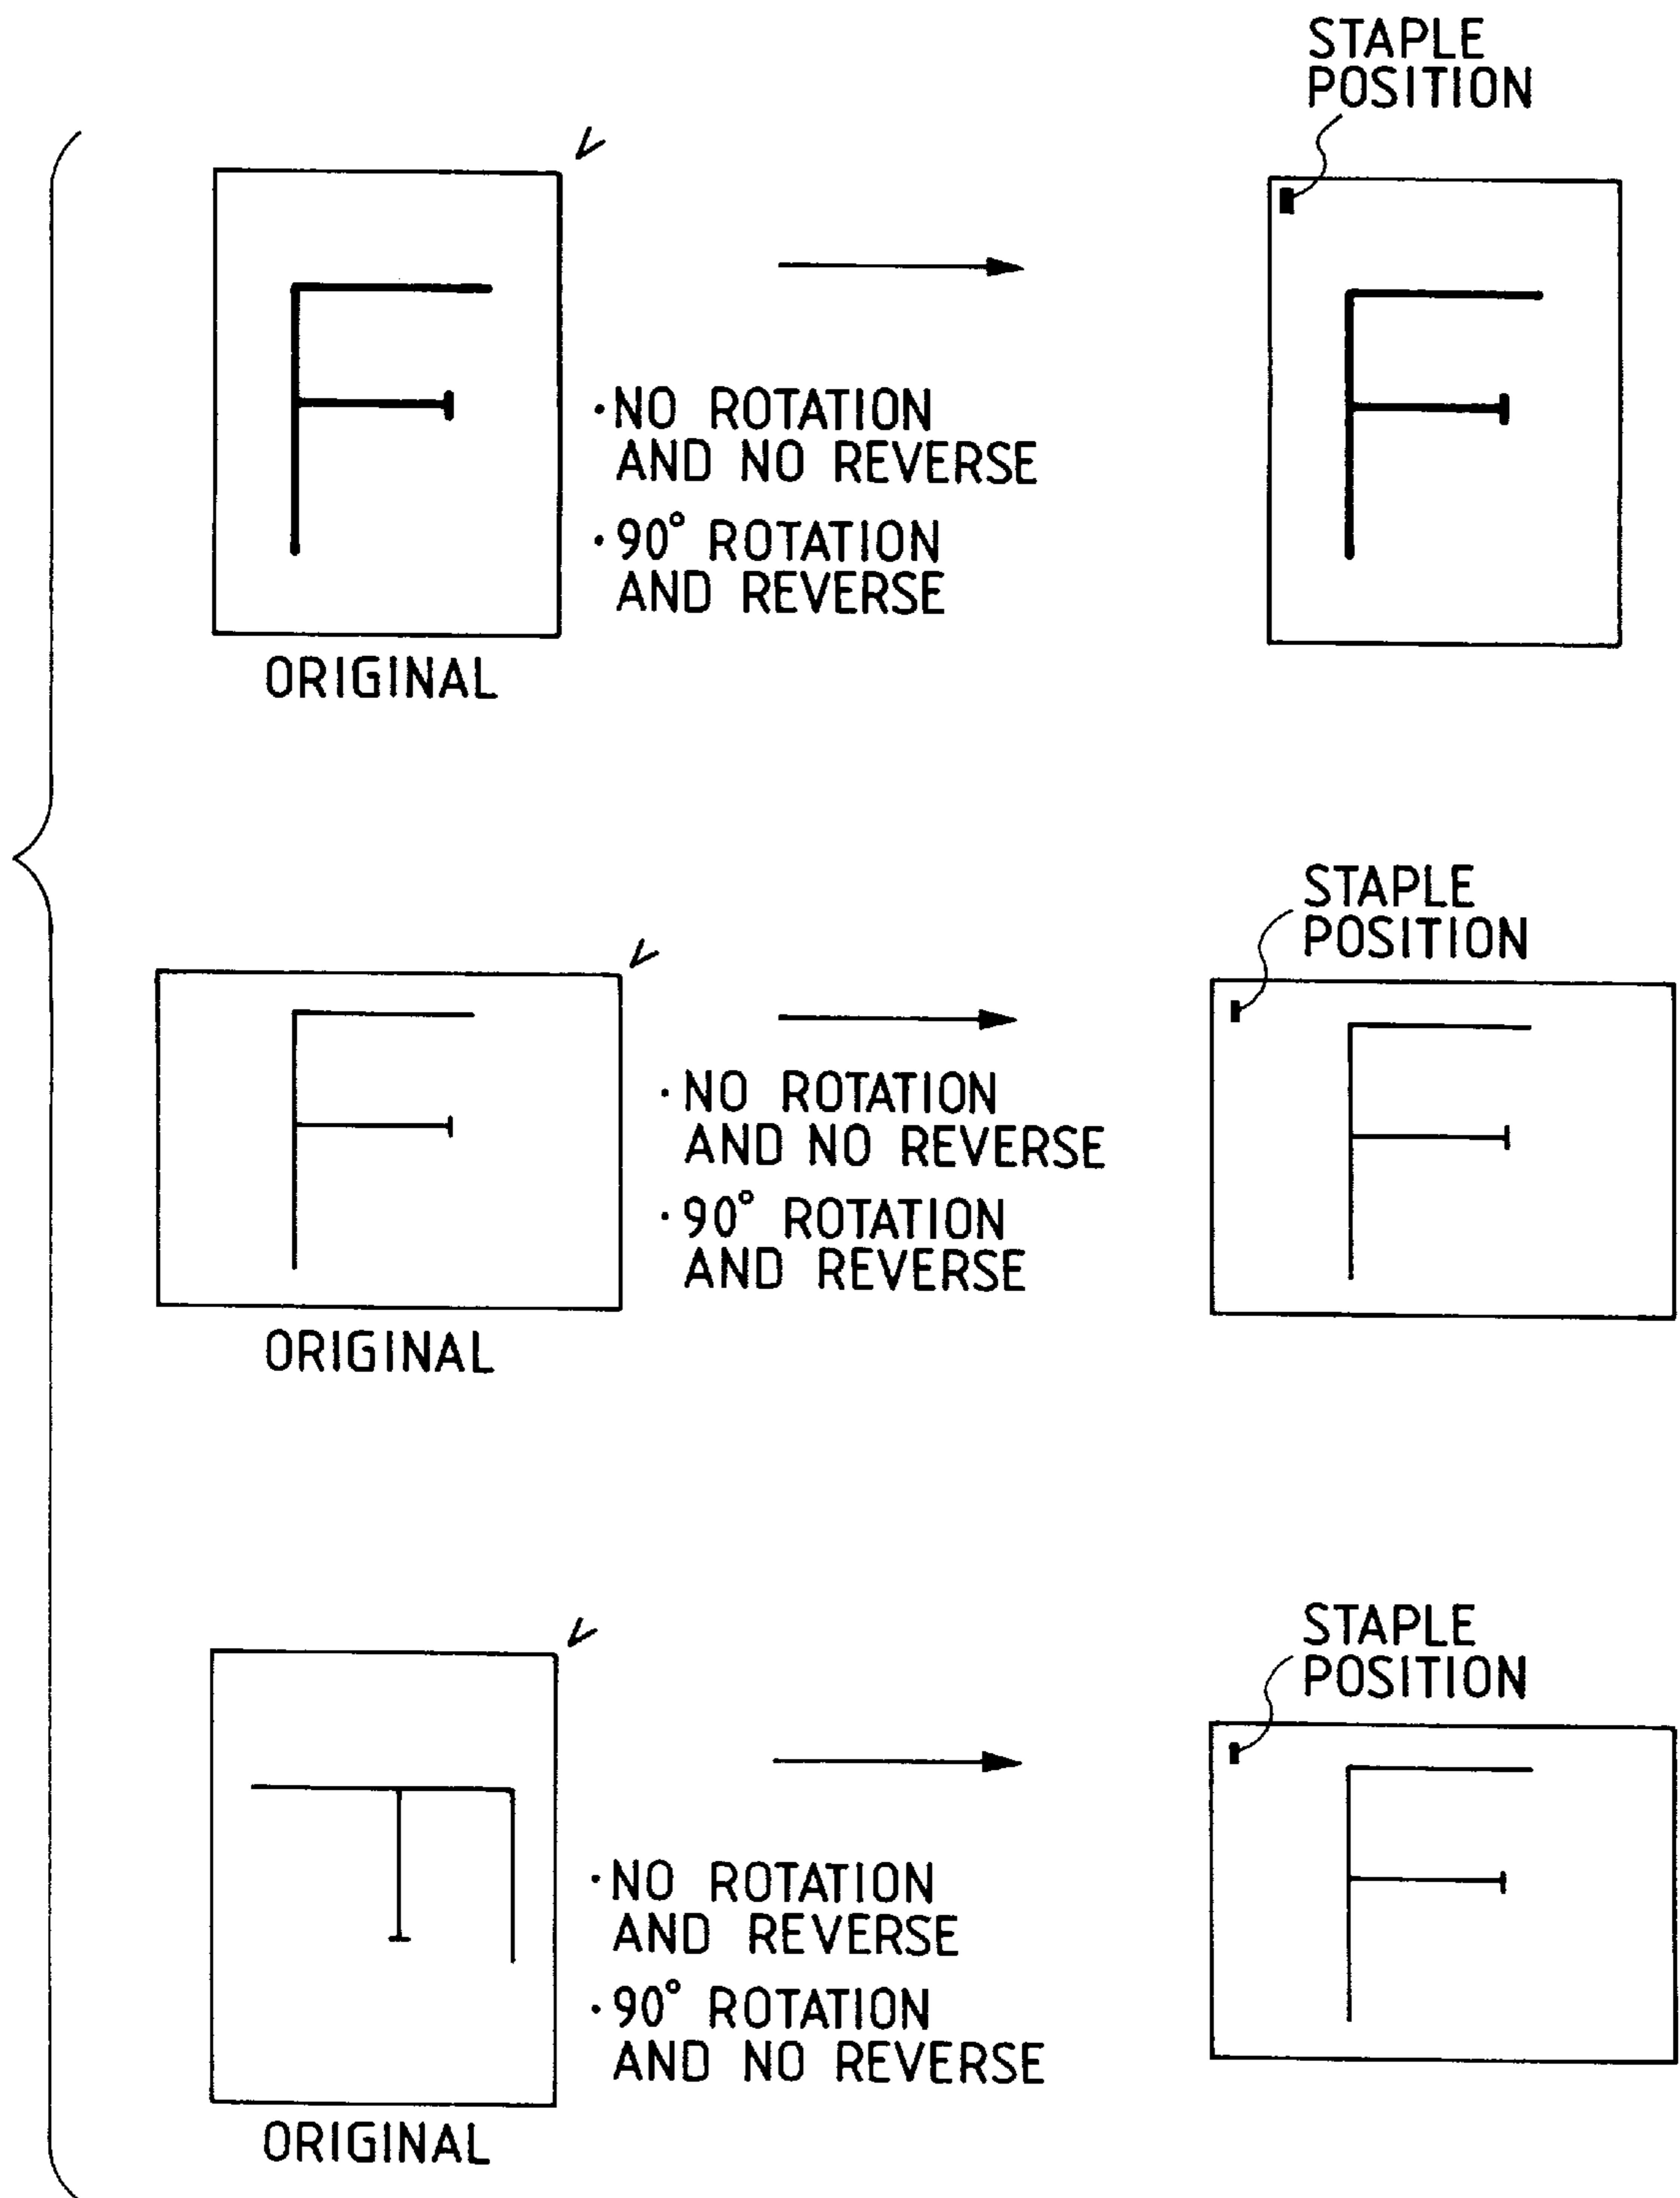 STAPLE
POSITION
F
·NO ROTATION
AND NO REVERSE
·90° ROTATION
AND REVERSE
F
ORIGINAL
STAPLE
POSITION
F
·NO ROTATION
AND NO REVERSE
·90° ROTATION
AND REVERSE
F
ORIGINAL
STAPLE
POSITION
F
·NO ROTATION
AND REVERSE
·90° ROTATION
AND NO REVERSE
F
ORIGINAL